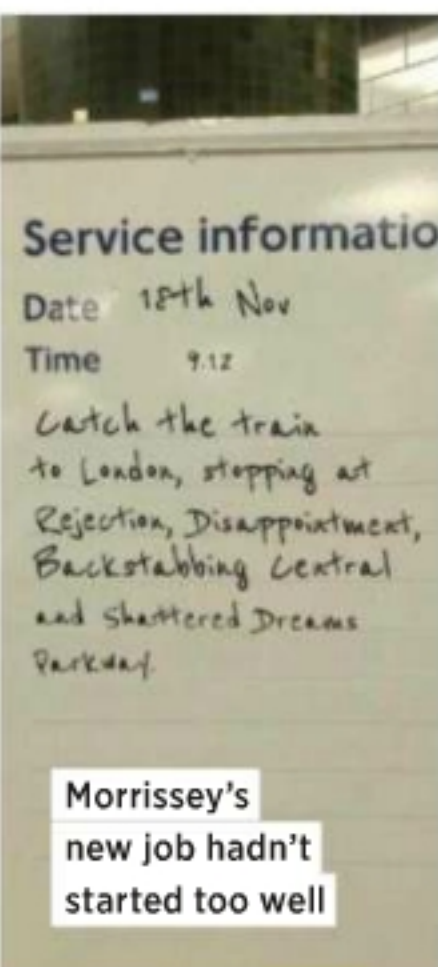 Service informatio
Date 18th Nov
Time 9.12
Catch the train
to London, stopping at
Rejection, Disappointment,
Backstabbing Central
and Shattered Dreams
Parkway.
Morrissey's
new job hadn't
started too well